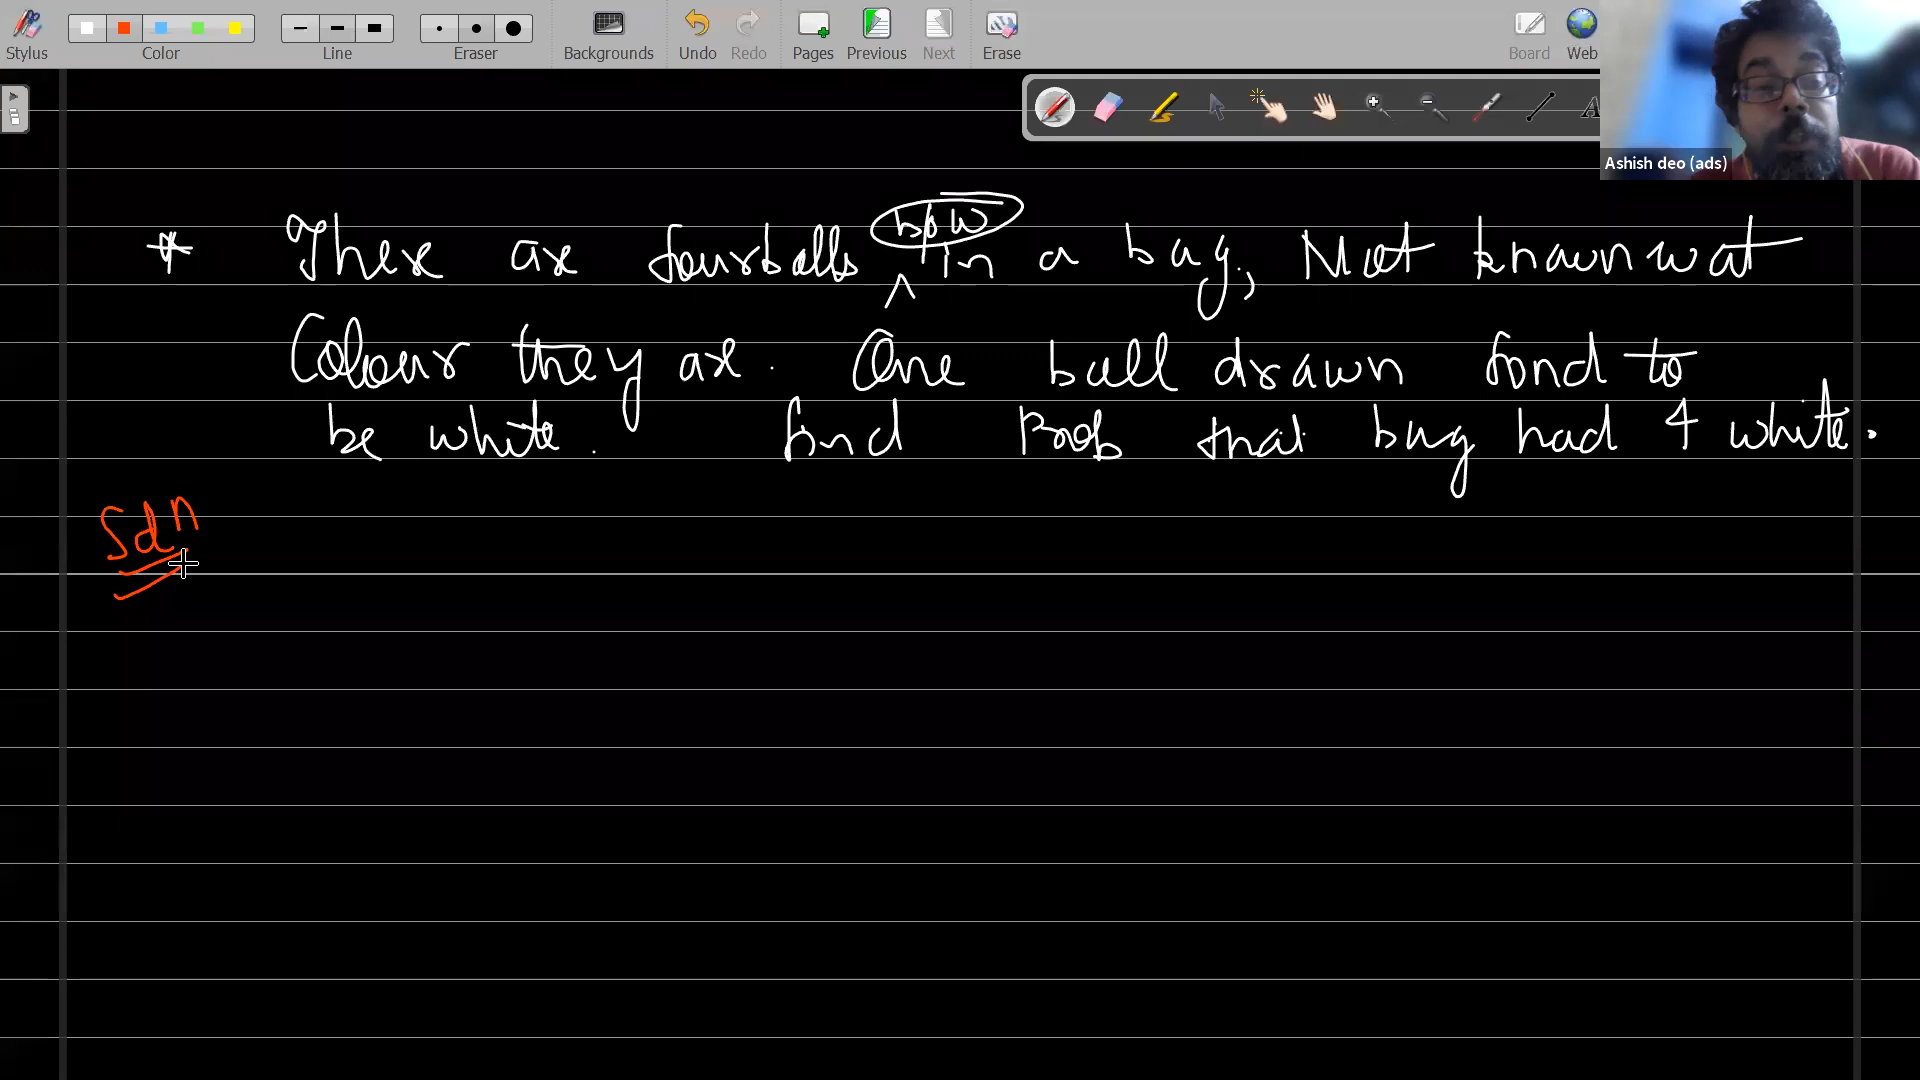 Stylus Color Line Eraser Backgrounds Undo Redo Pages Previous Next Erase Board Web
Ashish deo (ads)
* There are four balls b/w in a bag, Not known wat
Colour they are. One ball drawn fond to
be white. find Prob that bag had 4 white.
Soln